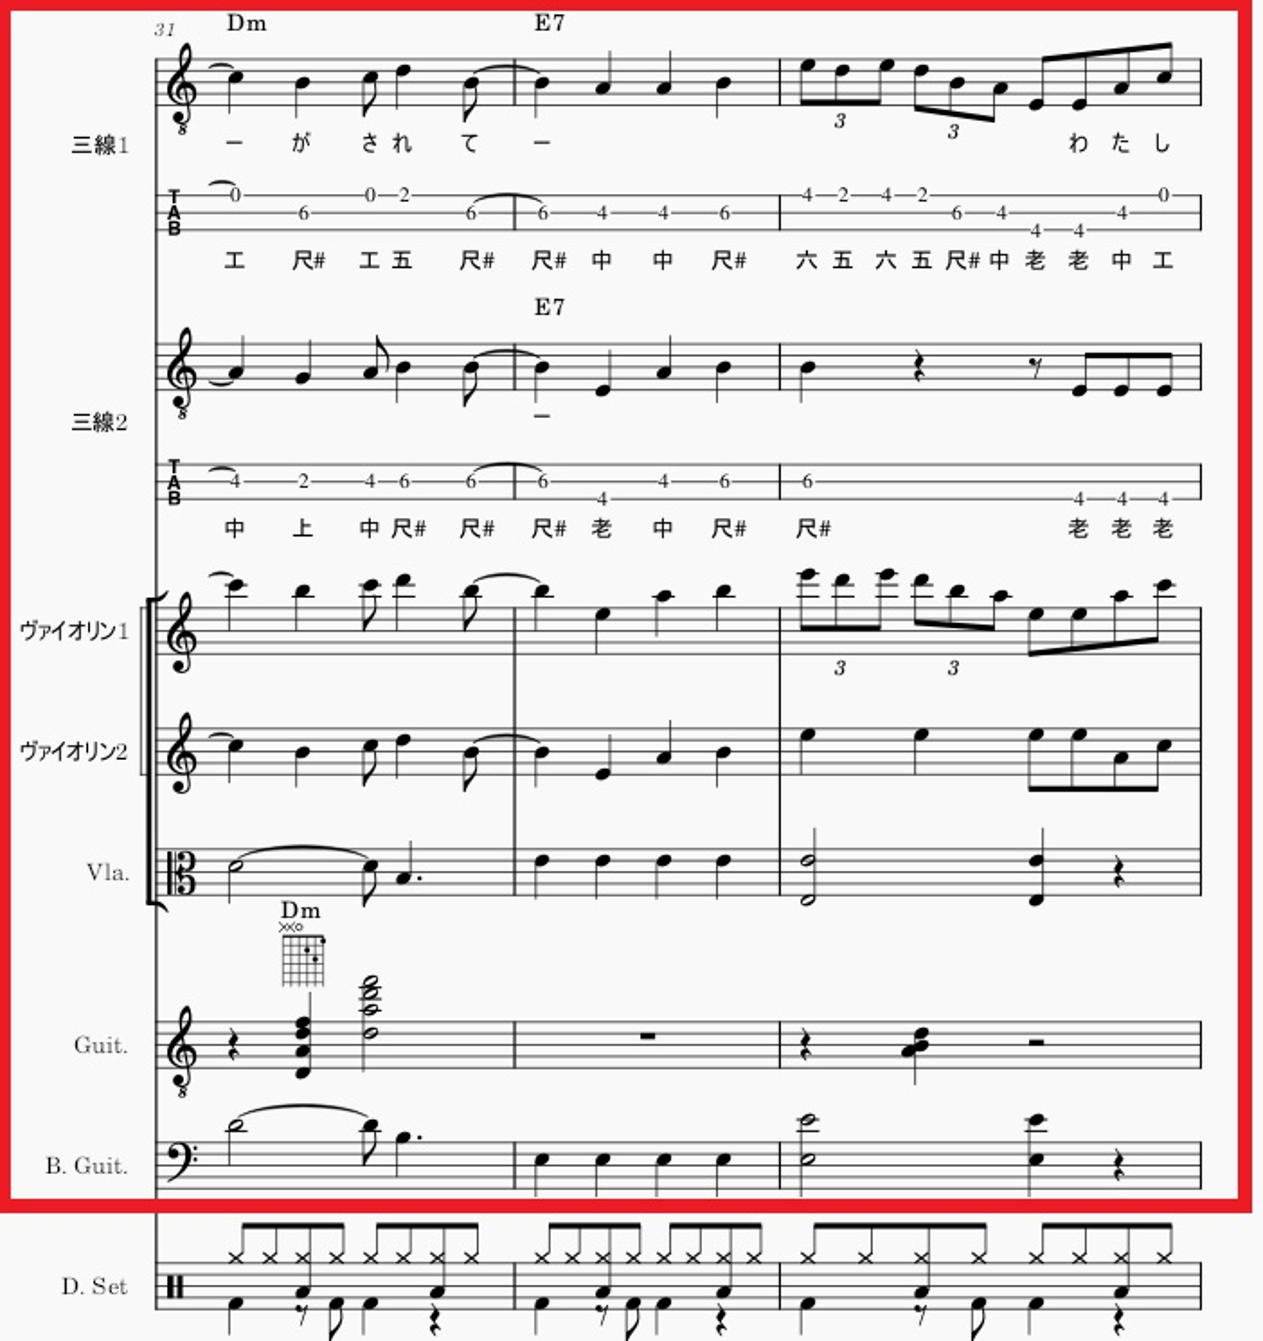 31 Dm E7
3 3
三線1 ー が さ れ て ー わ た し
T A B 0 6 0 2 6 6 4 4 6 4 2 4 2 6 4 4 4 4 0
工 尺# 工 五 尺# 尺# 中 中 尺# 六 五 六 五 尺# 中 老 老 中 工
E7
ー
三線2
T A B 4 2 4 6 6 6 4 4 6 6 4 4 4
中 上 中 尺# 尺# 尺# 老 中 尺# 尺# 老 老 老
ヴァイオリン1
3 3
ヴァイオリン2
Vla.
Dm
××○
Guit.
B. Guit.
D. Set